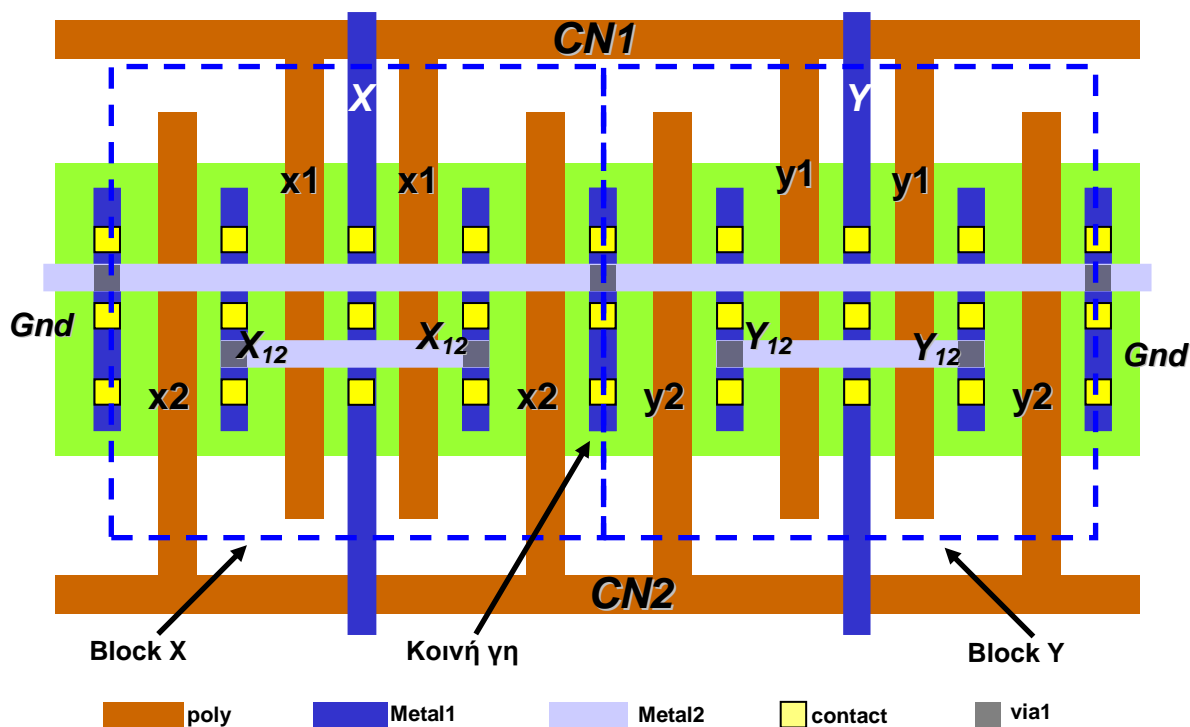 CN1
X Y
x1 x1 y1 y1
Gnd X12 X12 Y12 Y12 Gnd
x2 x2 y2 y2
CN2
Block X Κοινή γη Block Y
poly Metal1 Metal2 contact via1